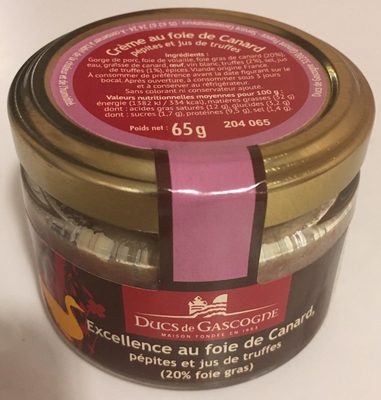 Crème au foie de Canard
pépites et jus de truffes
Ingrédients :
Gorge de porc, foie de volaille, foie gras de canard (20%),
eau, graisse de canard, œuf, vin blanc, truffes (2%), sel, jus
de truffes (1%), épices. Viande origine France.
À consommer de préférence avant la date figurant sur le
bocal. Après ouverture, à consommer sous 3 jours
et à conserver au réfrigérateur.
Sans colorant ni conservateur ajouté.
Valeurs nutritionnelles moyennes pour 100 g :
énergie (1382 kJ / 334 kcal), matières grasses
dont : acides gras saturés (12 g), glucides (5,2 g)
dont : sucres (1,7 g), protéines (9,5 g), sel (1,4 g).
Poids net : 65g 204 065
DUCS de GASCOGNE
MAISON FONDÉE EN 1953
Excellence au foie de Canard,
pépites et jus de truffes
(20% foie gras)